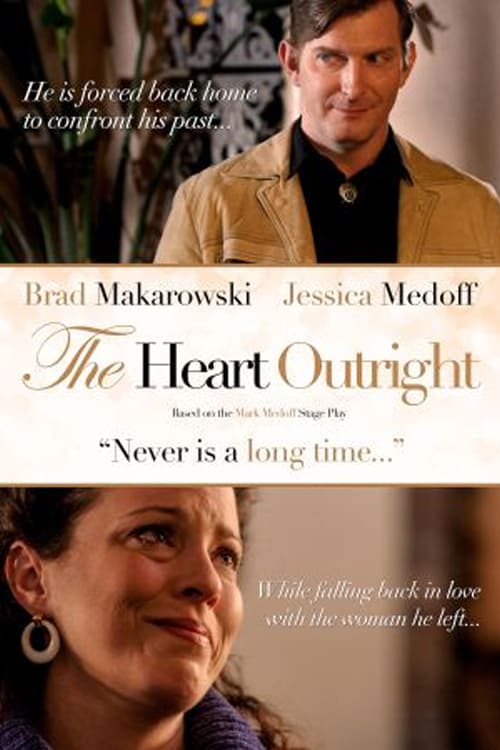 He is forced back home
to confront his past...
Brad Makarowski Jessica Medoff
The Heart Outright
Based on the Mark Medoff Stage Play
“Never is a long time...”
While falling back in love
with the woman he left...